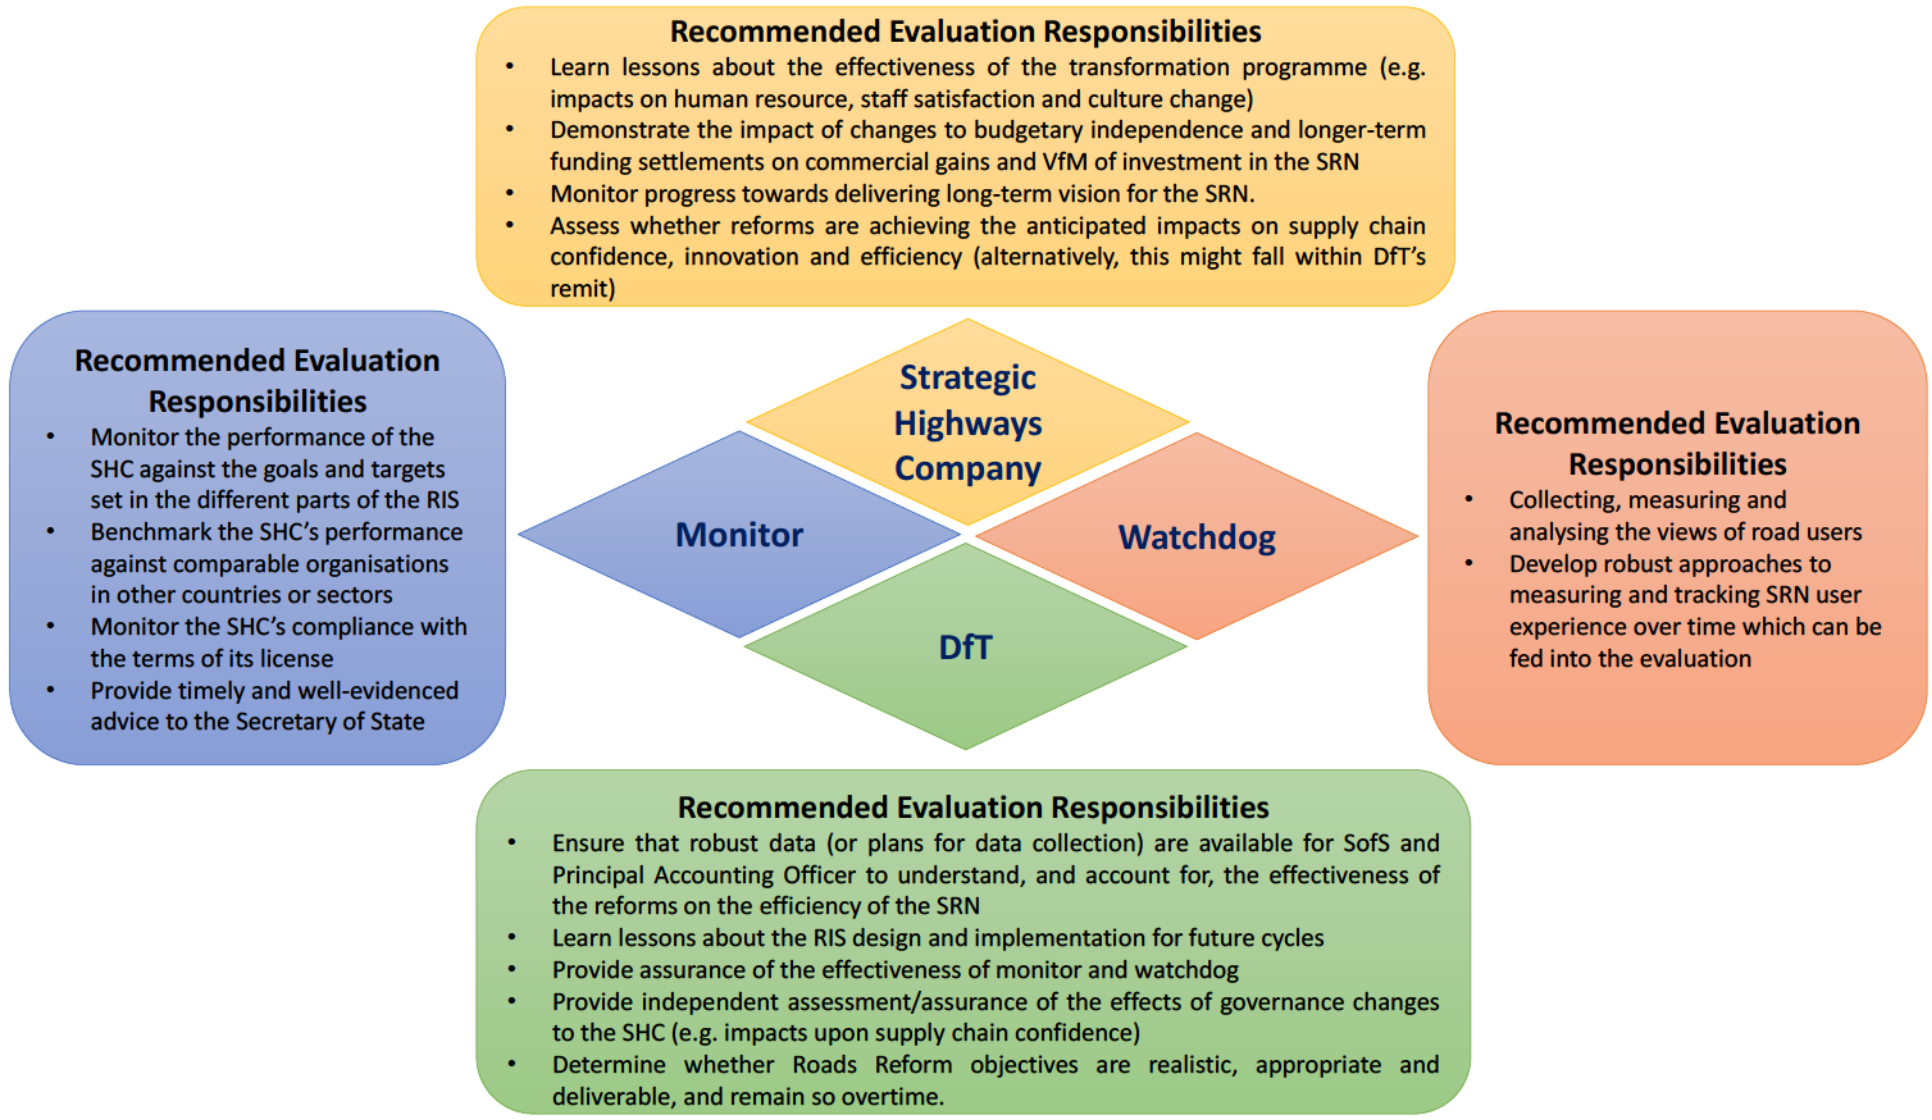 Recommended Evaluation Responsibilities
• Learn lessons about the effectiveness of the transformation programme (e.g.
impacts on human resource, staff satisfaction and culture change)
• Demonstrate the impact of changes to budgetary independence and longer-term
funding settlements on commercial gains and VfM of investment in the SRN
• Monitor progress towards delivering long-term vision for the SRN.
• Assess whether reforms are achieving the anticipated impacts on supply chain
confidence, innovation and efficiency (alternatively, this might fall within DfT's
remit)
Recommended Evaluation
Responsibilities
• Monitor the performance of the
SHC against the goals and targets
set in the different parts of the RIS
• Benchmark the SHC's performance
against comparable organisations
in other countries or sectors
• Monitor the SHC's compliance with
the terms of its license
• Provide timely and well-evidenced
advice to the Secretary of State
Strategic
Highways
Company
Monitor
Watchdog
DfT
Recommended Evaluation
Responsibilities
• Collecting, measuring and
analysing the views of road users
• Develop robust approaches to
measuring and tracking SRN user
experience over time which can be
fed into the evaluation
Recommended Evaluation Responsibilities
• Ensure that robust data (or plans for data collection) are available for SofS and
Principal Accounting Officer to understand, and account for, the effectiveness of
the reforms on the efficiency of the SRN
• Learn lessons about the RIS design and implementation for future cycles
• Provide assurance of the effectiveness of monitor and watchdog
• Provide independent assessment/assurance of the effects of governance changes
to the SHC (e.g. impacts upon supply chain confidence)
• Determine whether Roads Reform objectives are realistic, appropriate and
deliverable, and remain so overtime.